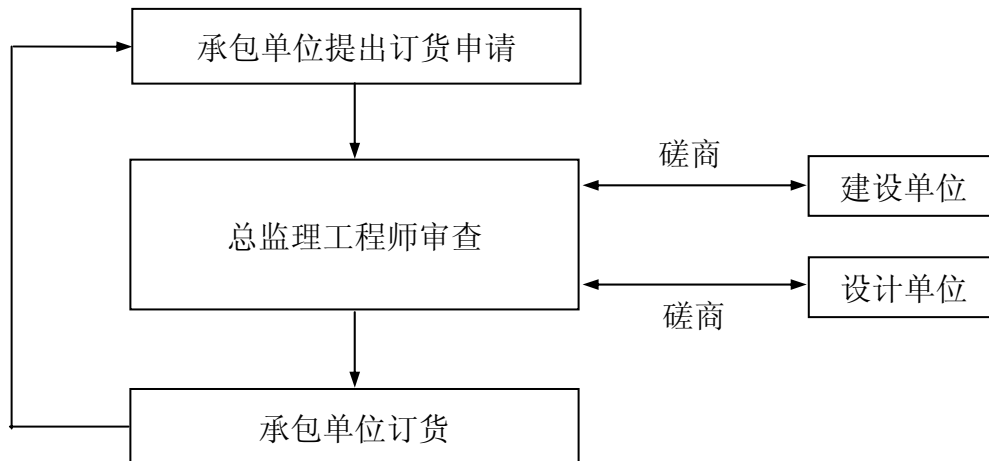 承包单位提出订货申请
磋商
建设单位
总监理工程师审查
设计单位
磋商
承包单位订货